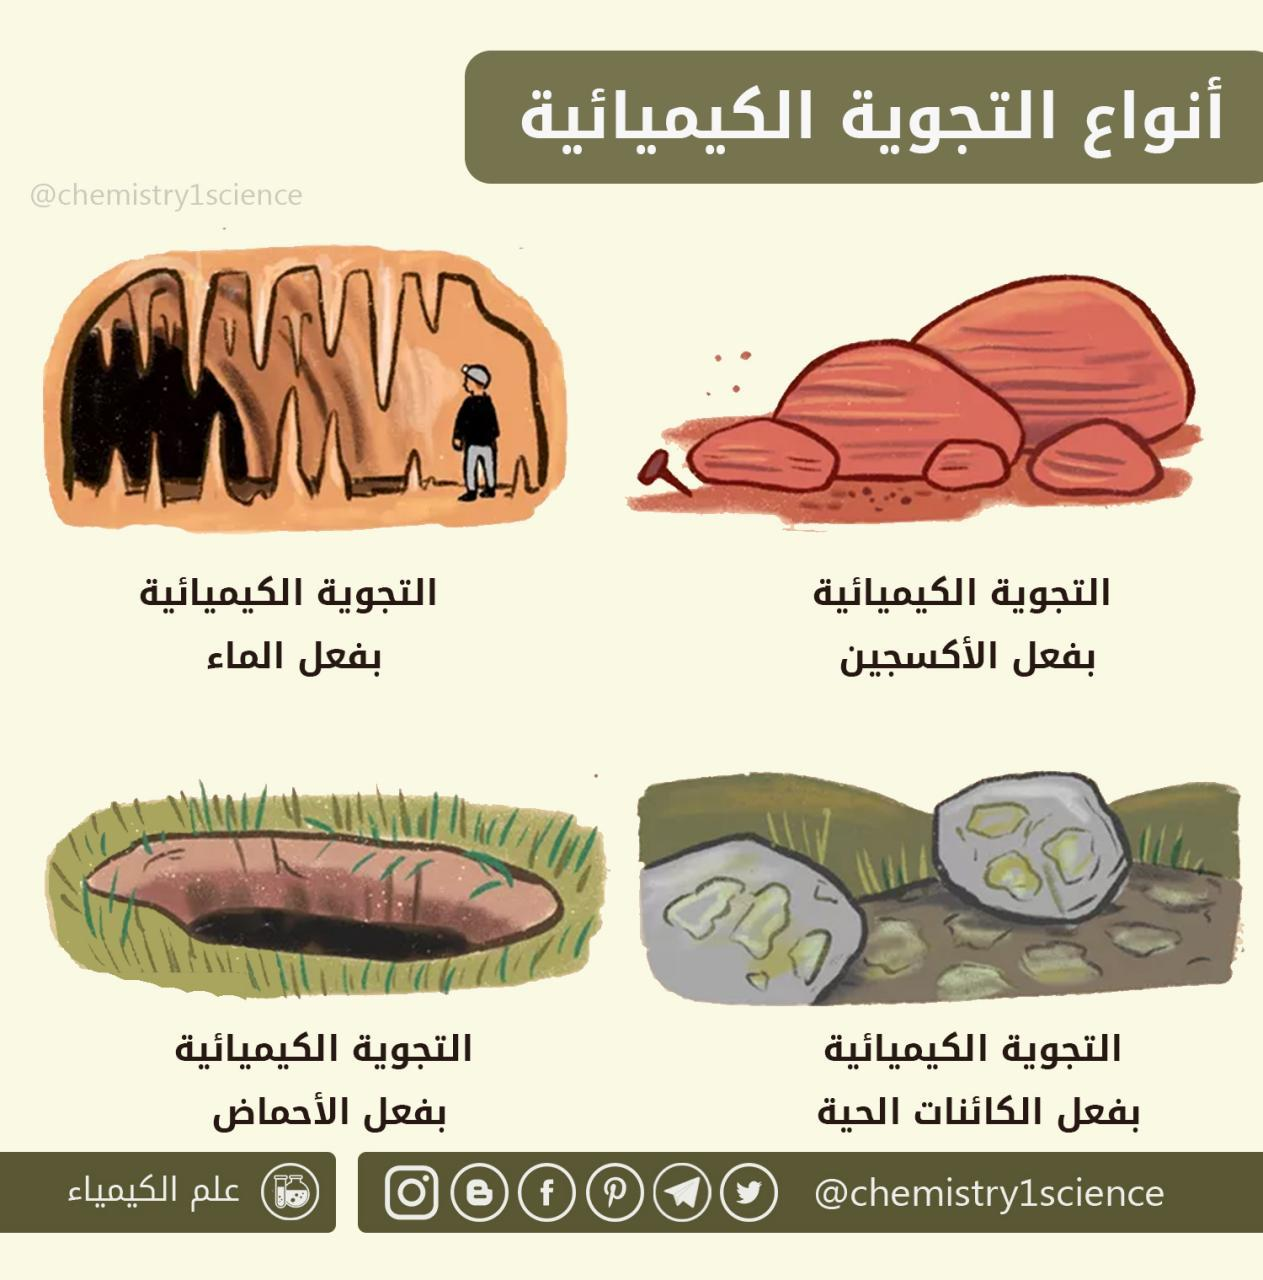 أنواع التجوية الكيميائية
@chemistry1science
التجوية الكيميائية
بفعل الأكسجين
التجوية الكيميائية
بفعل الماء
التجوية الكيميائية
بفعل الكائنات الحية
التجوية الكيميائية
بفعل الأحماض
@chemistry1science
علم الكيمياء